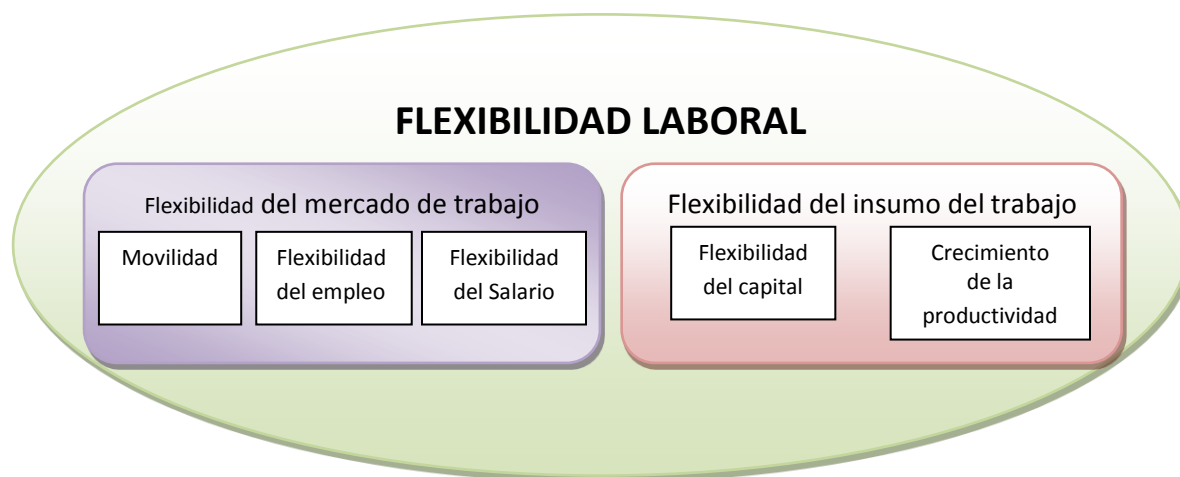 FLEXIBILIDAD LABORAL
Flexibilidad del mercado de trabajo
Movilidad
Flexibilidad
del empleo
Flexibilidad
del Salario
Flexibilidad del insumo del trabajo
Flexibilidad
del capital
Crecimiento
de la
productividad